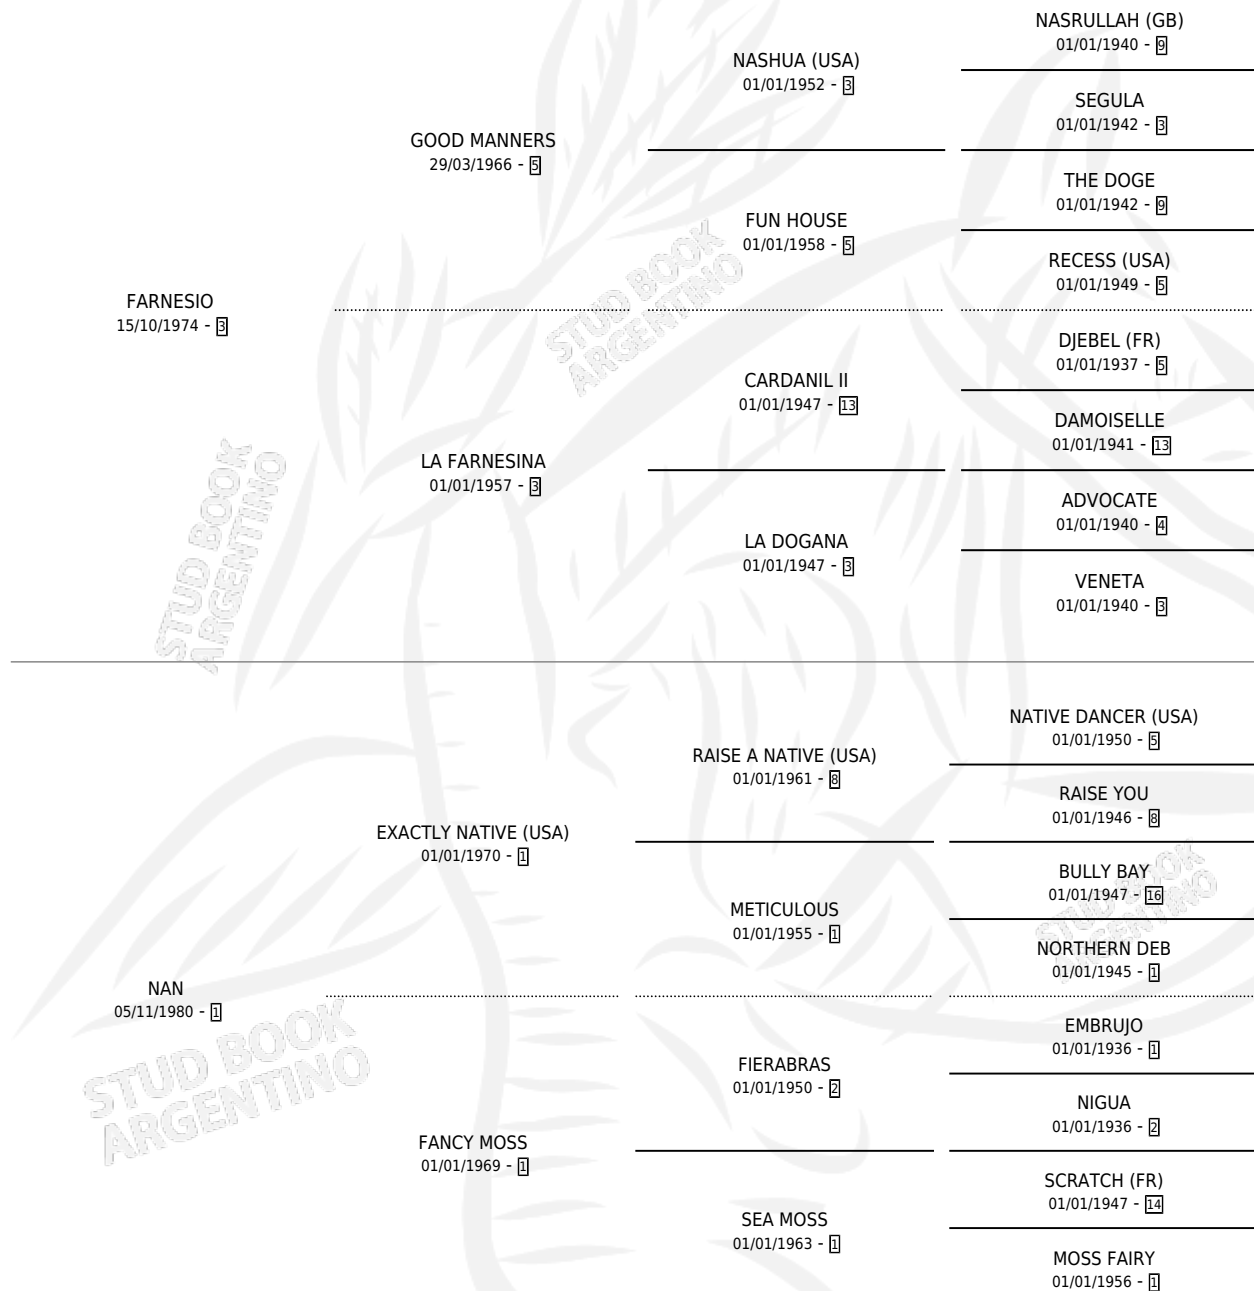 NASRULLAH (GB)
01/01/1940 - 9
NASHUA (USA)
01/01/1952 - 3
SEGULA
01/01/1942 - 3
GOOD MANNERS
29/03/1966 - 5
THE DOGE
01/01/1942 - 9
FUN HOUSE
01/01/1958 - 5
RECESS (USA)
01/01/1949 - 5
FARNESIO
15/10/1974 - 3
DJEBEL (FR)
01/01/1937 - 5
CARDANIL II
01/01/1947 - 13
DAMOISELLE
01/01/1941 - 13
LA FARNESINA
01/01/1957 - 3
ADVOCATE
01/01/1940 - 4
LA DOGANA
01/01/1947 - 3
VENETA
01/01/1940 - 3
NATIVE DANCER (USA)
01/01/1950 - 5
RAISE A NATIVE (USA)
01/01/1961 - 8
RAISE YOU
01/01/1946 - 8
EXACTLY NATIVE (USA)
01/01/1970 - 1
BULLY BAY
01/01/1947 - 16
METICULOUS
01/01/1955 - 1
NORTHERN DEB
01/01/1945 - 1
NAN
05/11/1980 - 1
EMBRUJO
01/01/1936 - 1
FIERABRAS
01/01/1950 - 2
NIGUA
01/01/1936 - 2
FANCY MOSS
01/01/1969 - 1
SCRATCH (FR)
01/01/1947 - 14
SEA MOSS
01/01/1963 - 1
MOSS FAIRY
01/01/1956 - 1
STUD BOOK
ARGENTINO
STUD BOOK
ARGENTINO
STUD BOOK
ARGENTINO
STUD BOOK
ARGENTINO